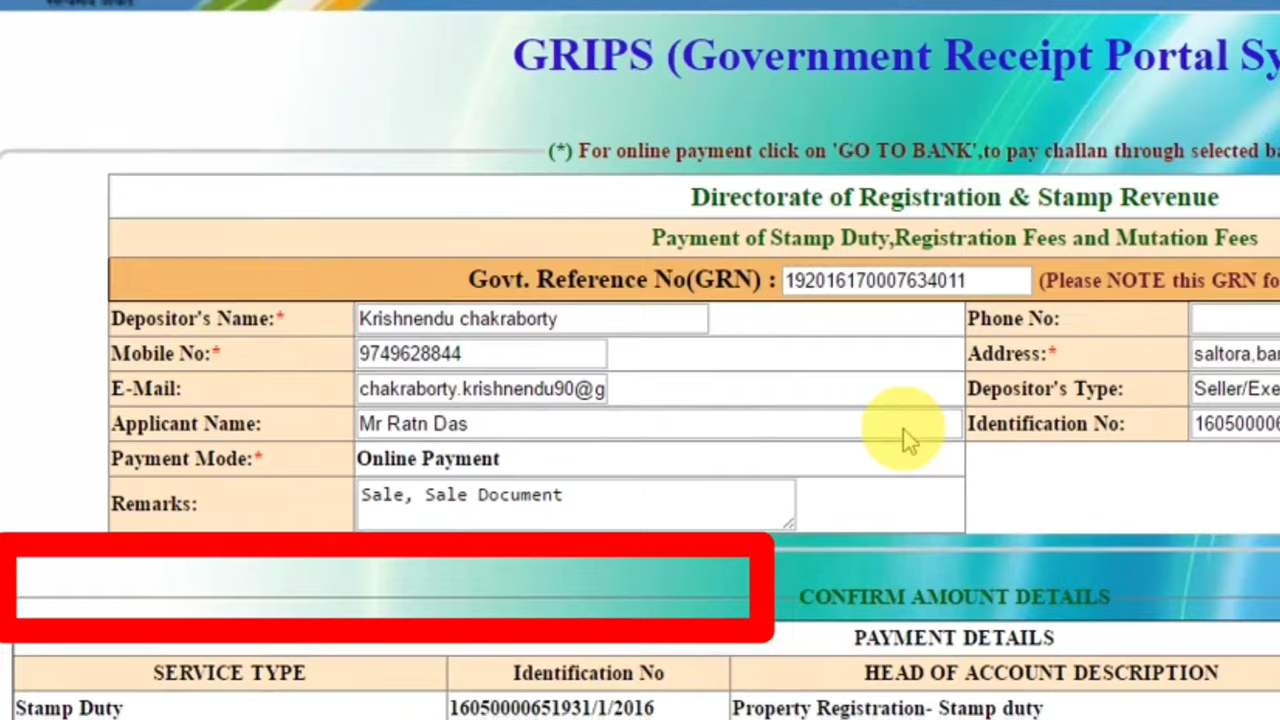 GRIPS (Government Receipt Portal Sy
(*) For online payment click on 'GO TO BANK',to pay challan through selected ba
Directorate of Registration & Stamp Revenue
Payment of Stamp Duty,Registration Fees and Mutation Fees
Govt. Reference No(GRN) : 192016170007634011 (Please NOTE this GRN fo
Depositor's Name:* Krishnendu chakraborty Phone No:
Mobile No:* 9749628844 Address:* saltora,ban
E-Mail: chakraborty.krishnendu90@g Depositor's Type: Seller/Exe
Applicant Name: Mr Ratn Das Identification No: 160500006
Payment Mode:* Online Payment
Remarks: Sale, Sale Document
CONFIRM AMOUNT DETAILS
PAYMENT DETAILS
SERVICE TYPE Identification No HEAD OF ACCOUNT DESCRIPTION
Stamp Duty 16050000651931/1/2016 Property Registration- Stamp duty